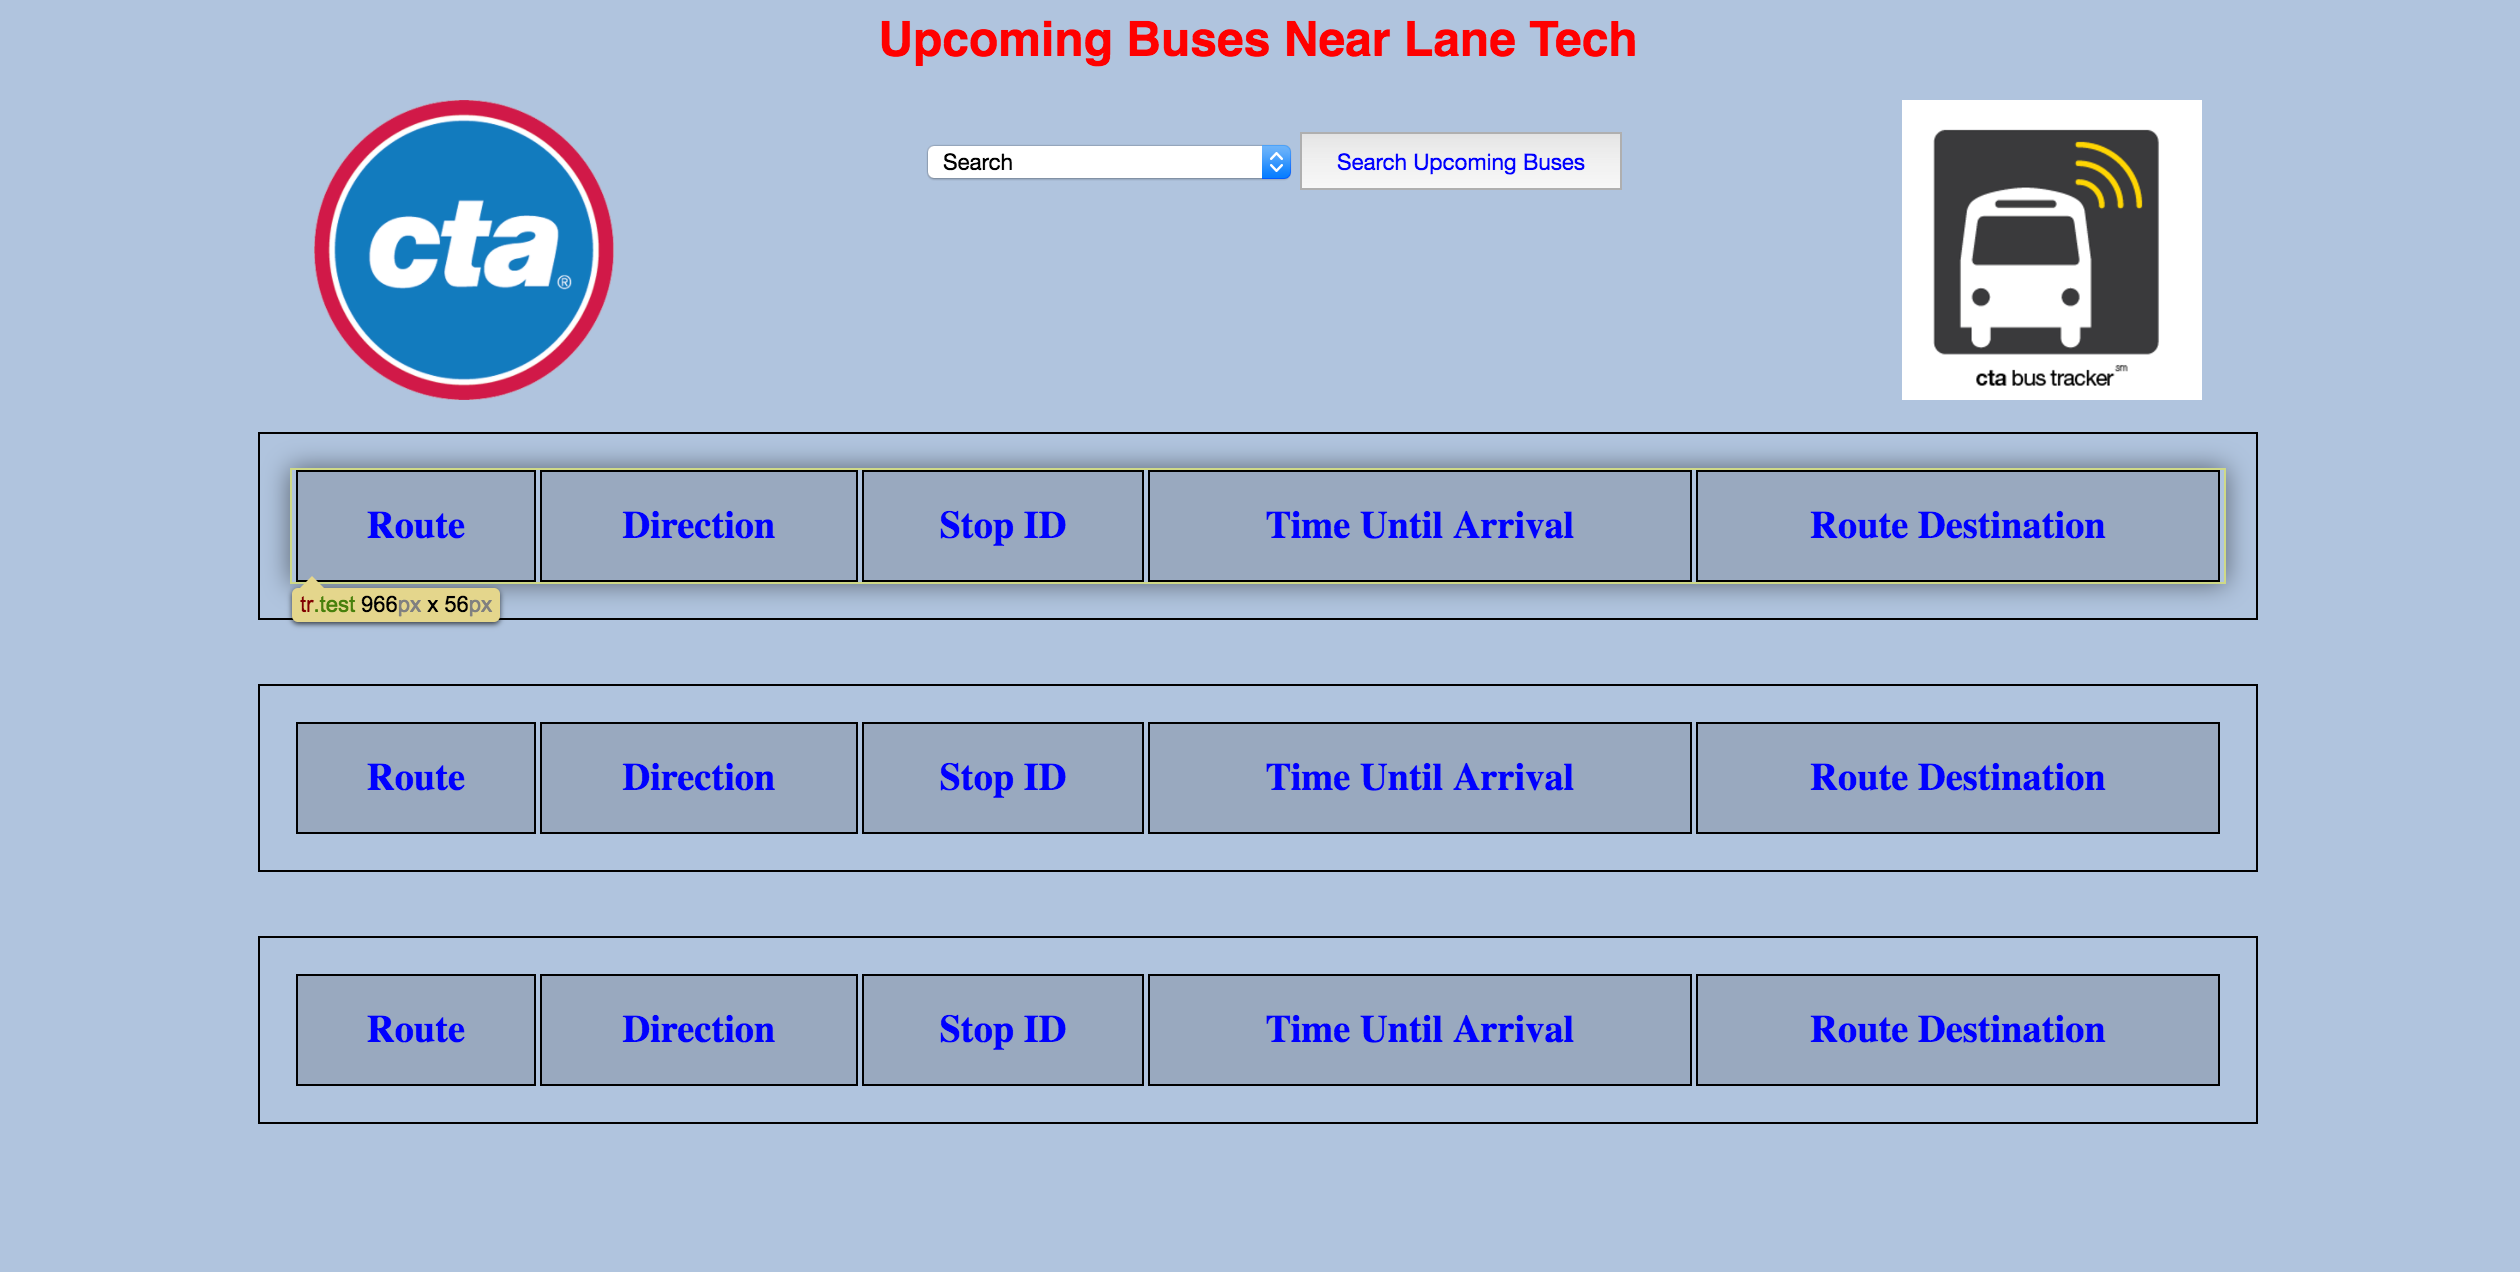 Upcoming Buses Near Lane Tech
cta®
Search
Search Upcoming Buses
cta bus tracker sm
Route Direction Stop ID Time Until Arrival Route Destination
tr.test 966px x 56px
Route Direction Stop ID Time Until Arrival Route Destination
Route Direction Stop ID Time Until Arrival Route Destination